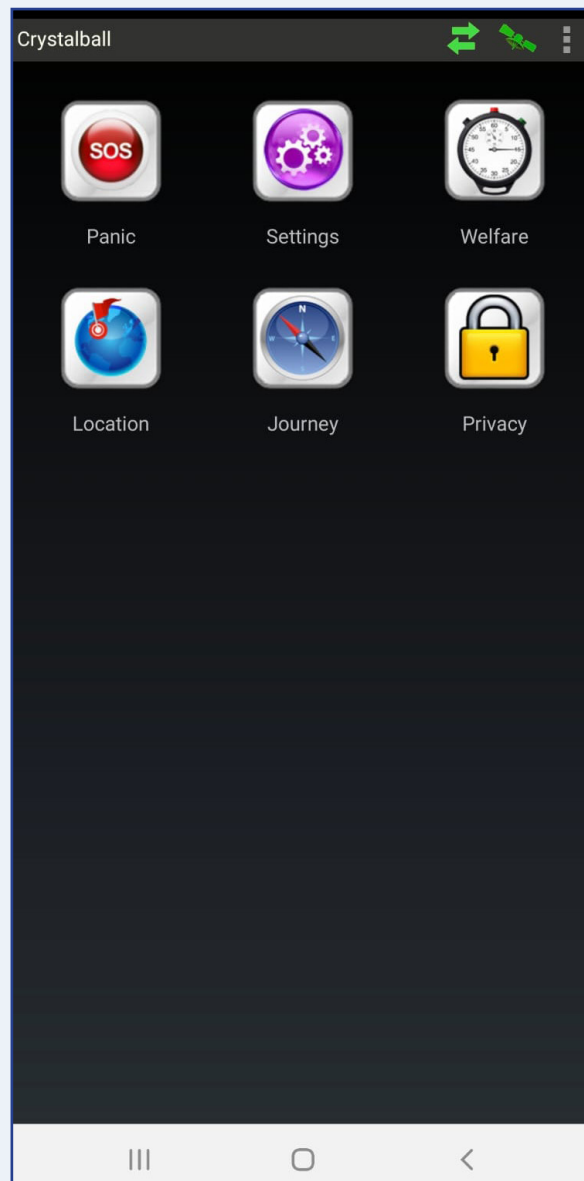 Crystalball
SOS
Panic
Settings
Welfare
N
W
E
Location
Journey
Privacy